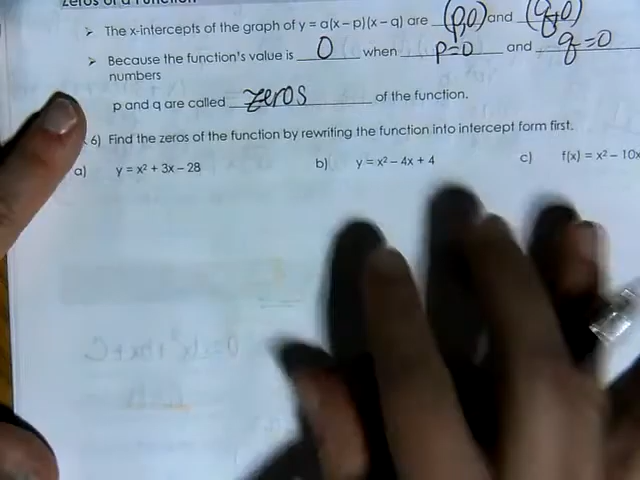 Zeros of a Function
➤ The x-intercepts of the graph of y = a(x – p)(x – q) are (p,0) and (q,0)
➤ Because the function's value is 0 when p=0 and q=0
numbers
p and q are called zeros of the function.
6) Find the zeros of the function by rewriting the function into intercept form first.
a) y = x² + 3x – 28 b) y = x² – 4x + 4 c) f(x) = x² – 10x